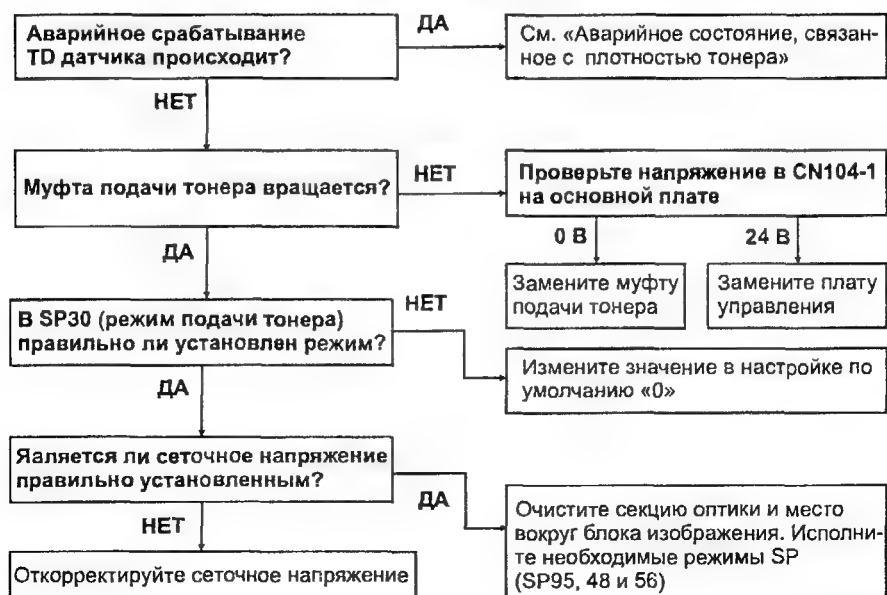 Аварийное срабатывание
TD датчика происходит?
ДА
См. «Аварийное состояние, связан-
ное с плотностью тонера»
НЕТ
Муфта подачи тонера вращается?
НЕТ
Проверьте напряжение в CN104-1
на основной плате
0 В
24 В
ДА
Замените муфту
подачи тонера
Замените плату
управления
В SP30 (режим подачи тонера)
правильно ли установлен режим?
НЕТ
Измените значение в настройке по
умолчанию «0»
ДА
Яаляется ли сеточное напряжение
правильно установленным?
ДА
Очистите секцию оптики и место
вокруг блока изображения. Исполни-
те необходимые режимы SP
(SP95, 48 и 56)
НЕТ
Откорректируйте сеточное напряжение